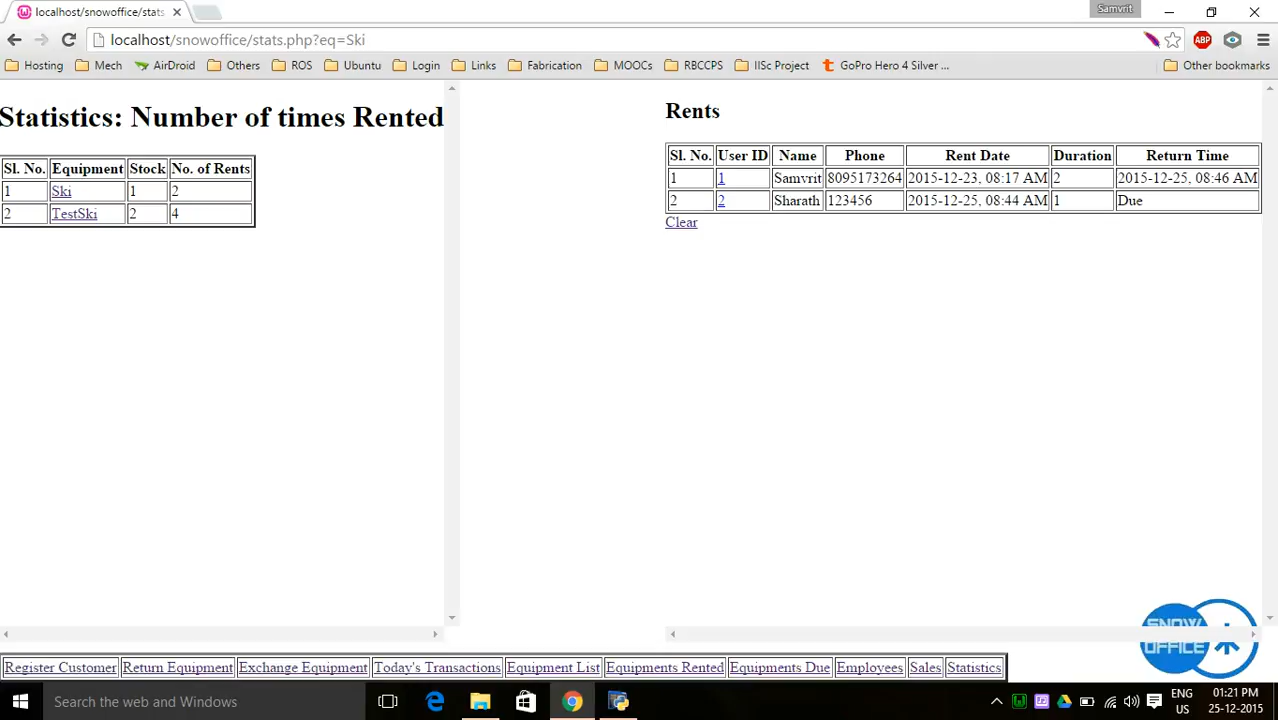 localhost/snowoffice/stats
Samvrit
localhost/snowoffice/stats.php?eq=Ski
ABP
Hosting Mech AirDroid Others ROS Ubuntu Login Links Fabrication MOOCs RBCCPS IISc Project GoPro Hero 4 Silver ... Other bookmarks
Statistics: Number of times Rented
Sl. No. Equipment Stock No. of Rents
1 Ski 1 2
2 TestSki 2 4
Rents
Sl. No. User ID Name Phone Rent Date Duration Return Time
1 1 Samvrit 8095173264 2015-12-23, 08:17 AM 2 2015-12-25, 08:46 AM
2 2 Sharath 123456 2015-12-25, 08:44 AM 1 Due
Clear
SNOW
OFFICE
Register Customer Return Equipment Exchange Equipment Today's Transactions Equipment List Equipments Rented Equipments Due Employees Sales Statistics
Search the web and Windows
ENG
US
01:21 PM
25-12-2015